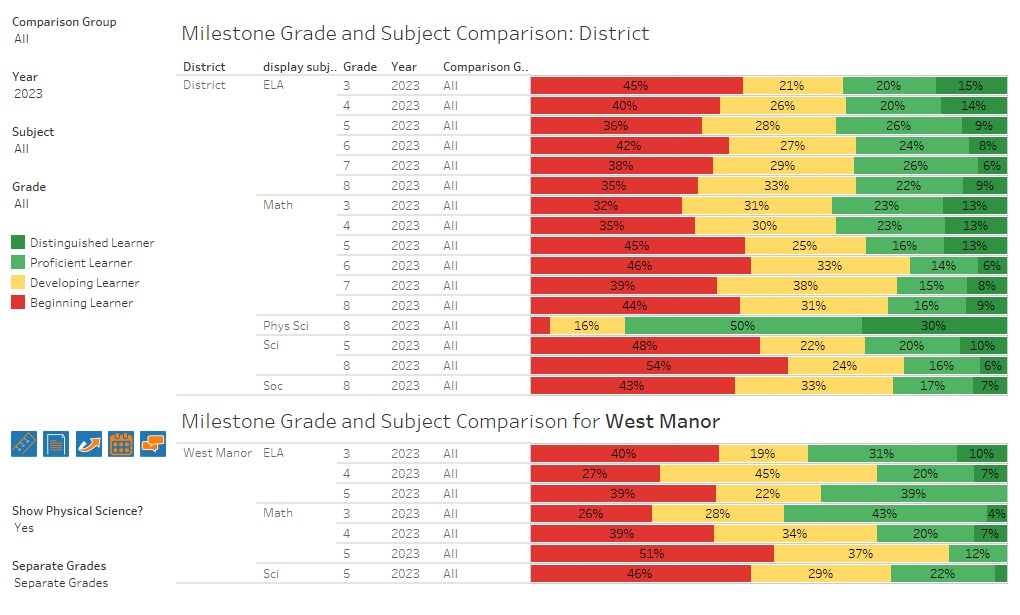 Comparison Group
All
Year
2023
Subject
All
Grade
All
Distinguished Learner
Proficient Learner
Developing Learner
Beginning Learner
Show Physical Science?
Yes
Separate Grades
Separate Grades
Milestone Grade and Subject Comparison: District
District display subj.. Grade Year Comparison G..
District ELA 3 2023 All 45% 21% 20% 15%
4 2023 All 40% 26% 20% 14%
5 2023 All 36% 28% 26% 9%
6 2023 All 42% 27% 24% 8%
7 2023 All 38% 29% 26% 6%
8 2023 All 35% 33% 22% 9%
Math 3 2023 All 32% 31% 23% 13%
4 2023 All 35% 30% 23% 13%
5 2023 All 45% 25% 16% 13%
6 2023 All 46% 33% 14% 6%
7 2023 All 39% 38% 15% 8%
8 2023 All 44% 31% 16% 9%
Phys Sci 8 2023 All 16% 50% 30%
Sci 5 2023 All 48% 22% 20% 10%
8 2023 All 54% 24% 16% 6%
Soc 8 2023 All 43% 33% 17% 7%
Milestone Grade and Subject Comparison for West Manor
West Manor ELA 3 2023 All 40% 19% 31% 10%
4 2023 All 27% 45% 20% 7%
5 2023 All 39% 22% 39%
Math 3 2023 All 26% 28% 43% 4%
4 2023 All 39% 34% 20% 7%
5 2023 All 51% 37% 12%
Sci 5 2023 All 46% 29% 22%